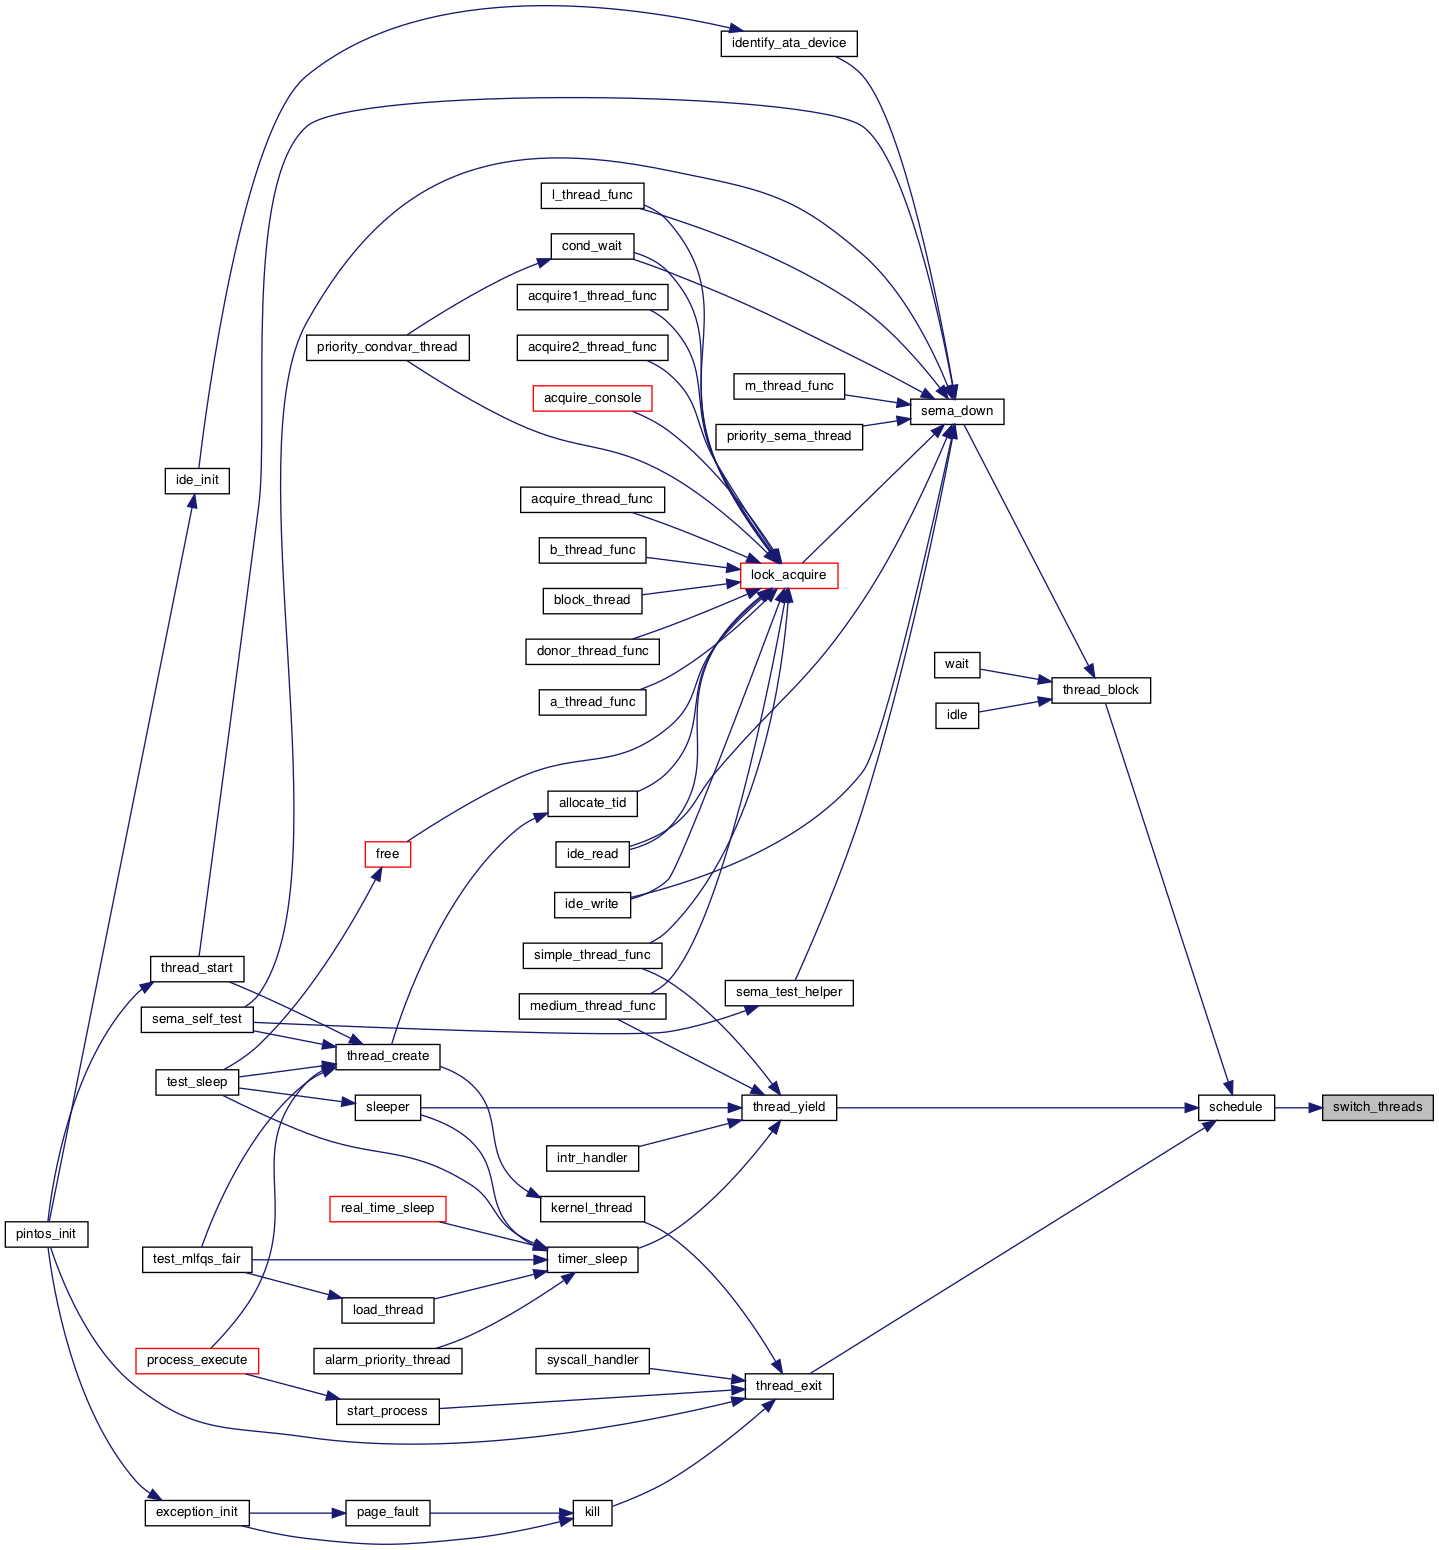 identify_ata_device
l_thread_func
cond_wait
acquire1_thread_func
priority_condvar_thread
acquire2_thread_func
m_thread_func
acquire_console
sema_down
priority_sema_thread
ide_init
acquire_thread_func
b_thread_func
lock_acquire
block_thread
donor_thread_func
wait
thread_block
a_thread_func
idle
allocate_tid
free
ide_read
ide_write
simple_thread_func
thread_start
sema_test_helper
medium_thread_func
sema_self_test
thread_create
test_sleep
sleeper
thread_yield
schedule
switch_threads
intr_handler
real_time_sleep
kernel_thread
pintos_init
test_mlfqs_fair
timer_sleep
load_thread
process_execute
alarm_priority_thread
syscall_handler
thread_exit
start_process
exception_init
page_fault
kill